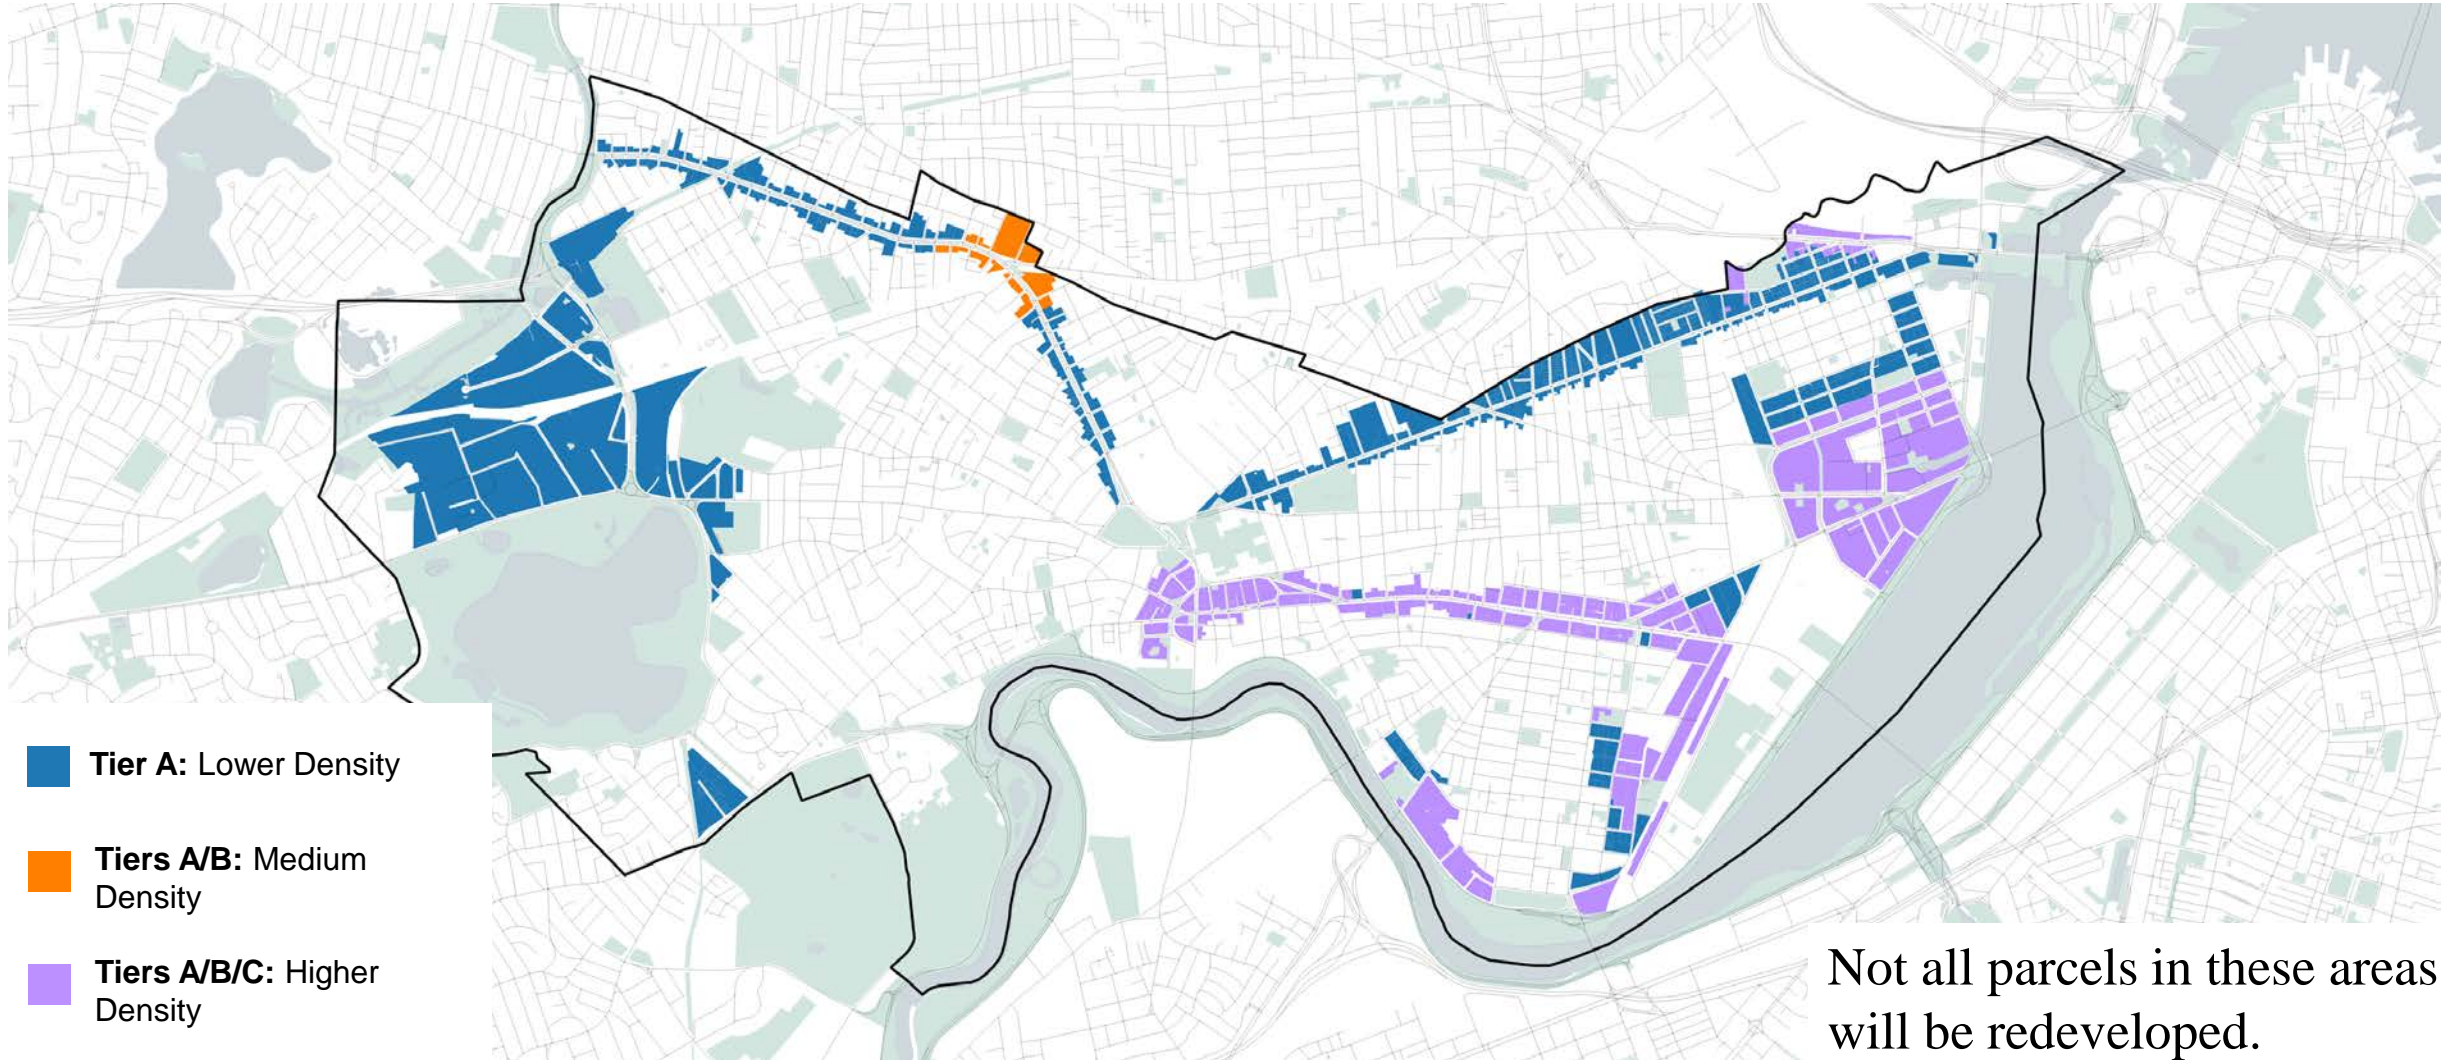 Tier A: Lower Density
Tiers A/B: Medium
Density
Tiers A/B/C: Higher
Density
Not all parcels in these areas
will be redeveloped.